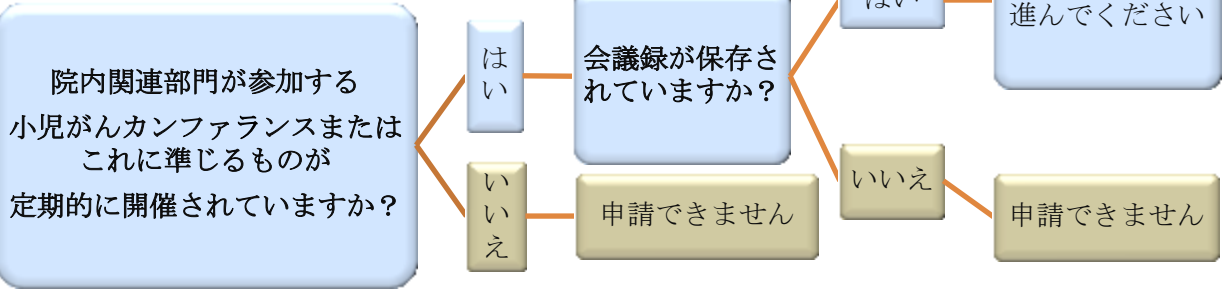 院内関連部門が参加する
小児がんカンファランスまたは
これに準じるものが
定期的に開催されていますか？
はい
いいえ
会議録が保存さ
れていますか？
申請できません
はい
進んでください
いいえ
申請できません